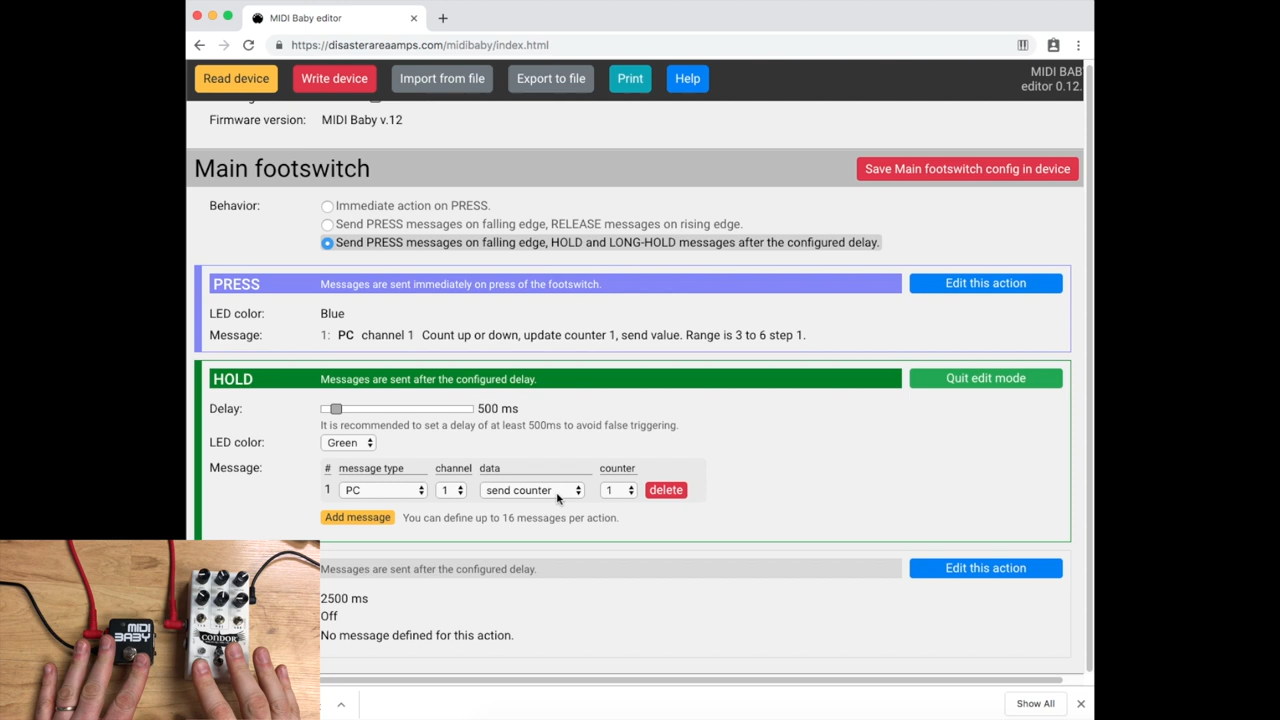 MIDI Baby editor
https://disasterareaamps.com/midibaby/index.html
Read device
Write device
Import from file
Export to file
Print
Help
MIDI BAB
editor 0.12.
Firmware version: MIDI Baby v.12
Main footswitch
Save Main footswitch config in device
Behavior:
Immediate action on PRESS.
Send PRESS messages on falling edge, RELEASE messages on rising edge.
Send PRESS messages on falling edge, HOLD and LONG-HOLD messages after the configured delay.
PRESS Messages are sent immediately on press of the footswitch. Edit this action
LED color: Blue
Message: 1: PC channel 1 Count up or down, update counter 1, send value. Range is 3 to 6 step 1.
HOLD Messages are sent after the configured delay. Quit edit mode
Delay: 500 ms
It is recommended to set a delay of at least 500ms to avoid false triggering.
LED color: Green
Message: # message type channel data counter
1 PC 1 send counter 1 delete
Add message You can define up to 16 messages per action.
Messages are sent after the configured delay. Edit this action
2500 ms
Off
No message defined for this action.
MIDI
BABY
CONDOR
Show All